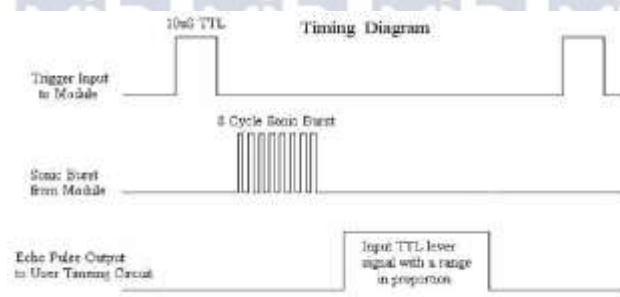 10uS TTL
Timing Diagram
Trigger Input
to Module
8 Cycle Sonic Burst
Sonic Burst
from Module
Echo Pulse Output
to User Timming Circuit
Input TTL lever
signal with a range
in proportion